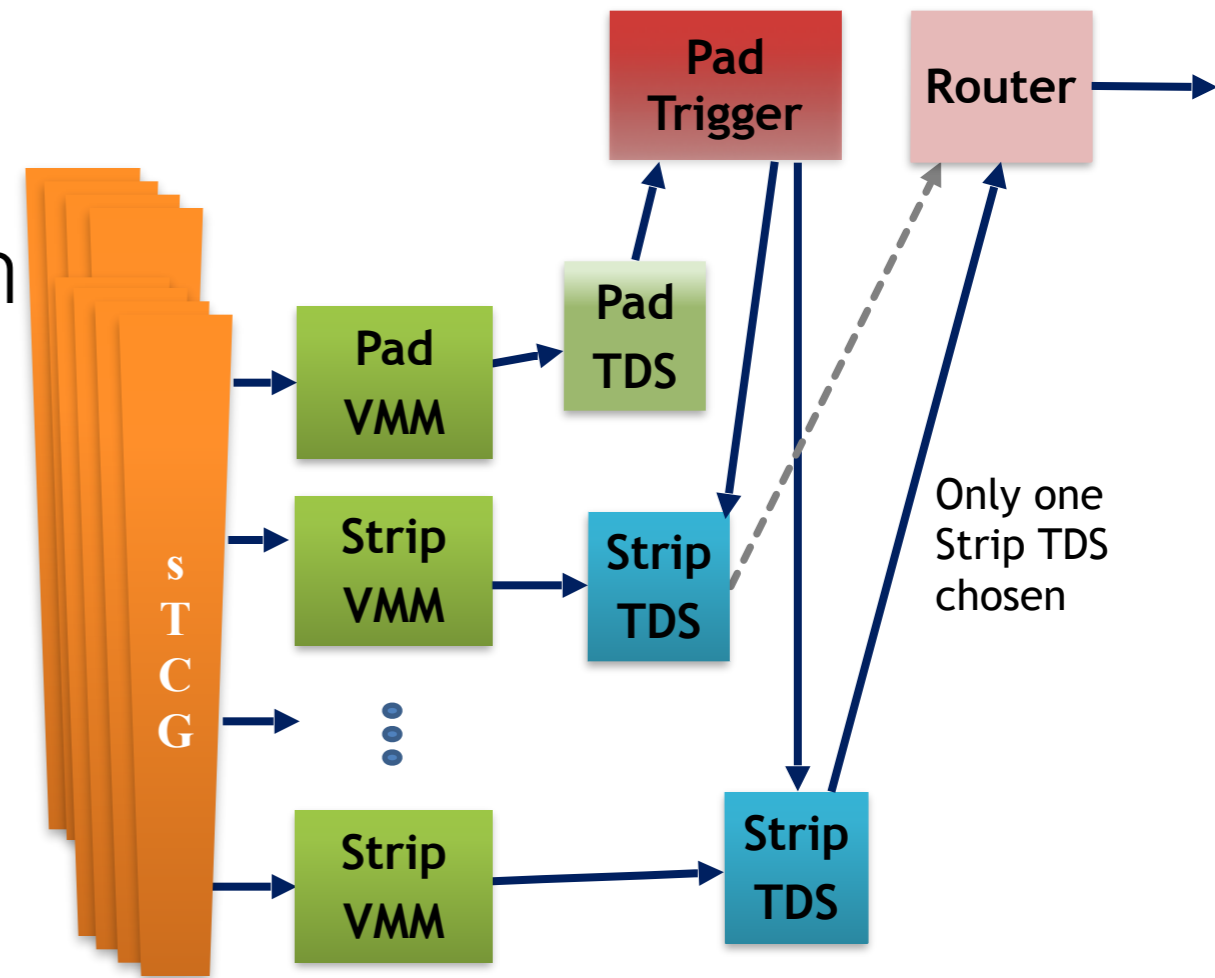 Pad
Trigger
Router
n
Pad
TDS
Pad
VMM
Strip
VMM
Strip
TDS
Only one
Strip TDS
chosen
s
T
C
G
Strip
VMM
Strip
TDS